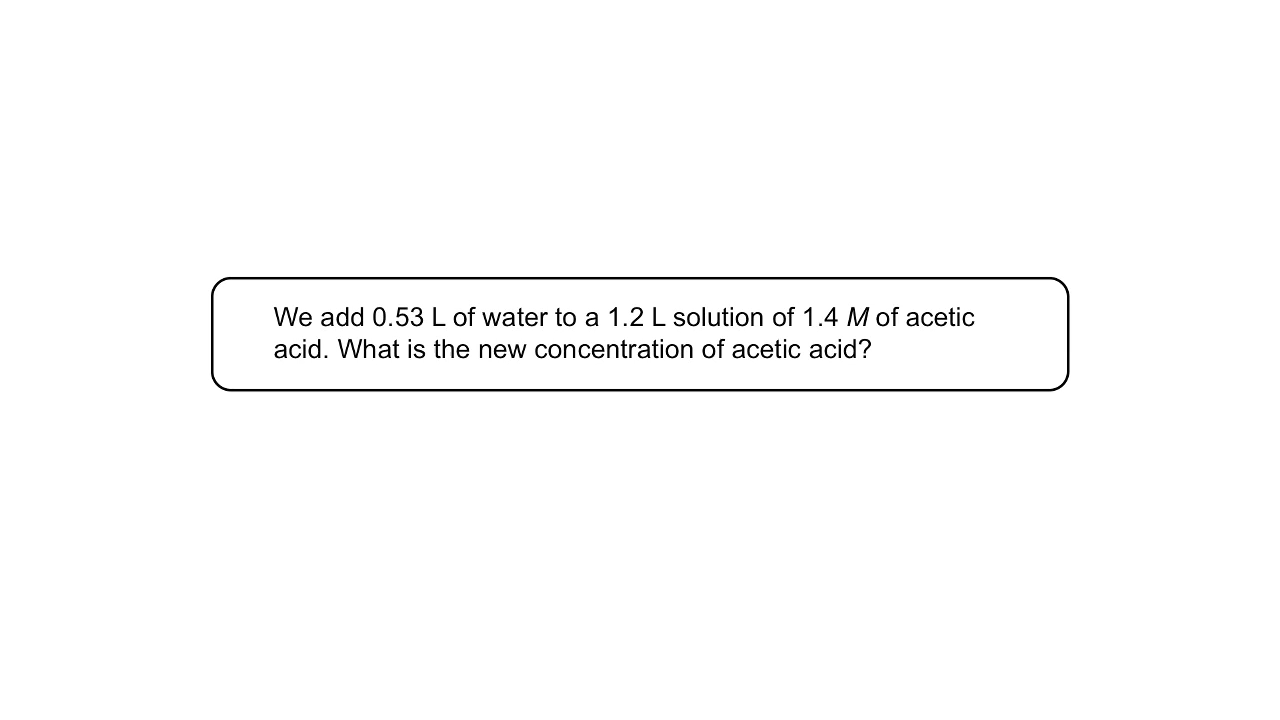 We add 0.53 L of water to a 1.2 L solution of 1.4 M of acetic
acid. What is the new concentration of acetic acid?